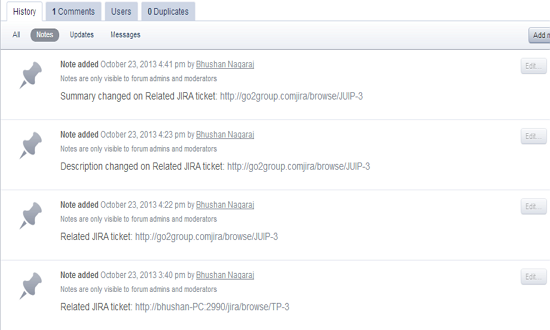 History 1 Comments Users 0 Duplicates
All Notes Updates Messages Add n
Note added October 23, 2013 4:41 pm by Bhushan Nagaraj Edit...
Notes are only visible to forum admins and moderators
Summary changed on Related JIRA ticket: http://go2group.comjira/browse/JUIP-3
Note added October 23, 2013 4:23 pm by Bhushan Nagaraj Edit...
Notes are only visible to forum admins and moderators
Description changed on Related JIRA ticket: http://go2group.comjira/browse/JUIP-3
Note added October 23, 2013 4:22 pm by Bhushan Nagaraj Edit...
Notes are only visible to forum admins and moderators
Related JIRA ticket: http://go2group.comjira/browse/JUIP-3
Note added October 23, 2013 3:40 pm by Bhushan Nagaraj Edit...
Notes are only visible to forum admins and moderators
Related JIRA ticket: http://bhushan-PC:2990/jira/browse/TP-3